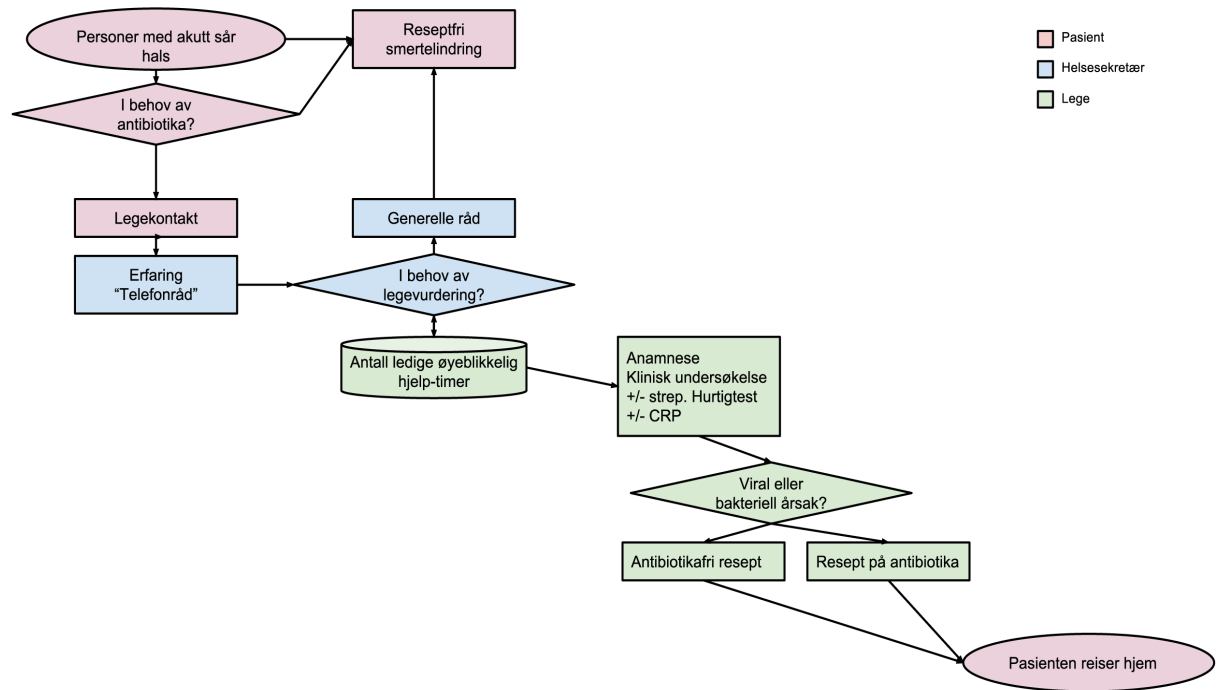 Personer med akutt sår
hals
Reseptfri
smertelindring
Pasient
Helsesekretær
Lege
I behov av
antibiotika?
Legekontakt
Generelle råd
Erfaring
“Telefonråd”
I behov av
legevurdering?
Antall ledige øyeblikkelig
hjelp-timer
Anamnese
Klinisk undersøkelse
+/- strep. Hurtigtest
+/- CRP
Viral eller
bakteriell årsak?
Antibiotikafri resept
Resept på antibiotika
Pasienten reiser hjem